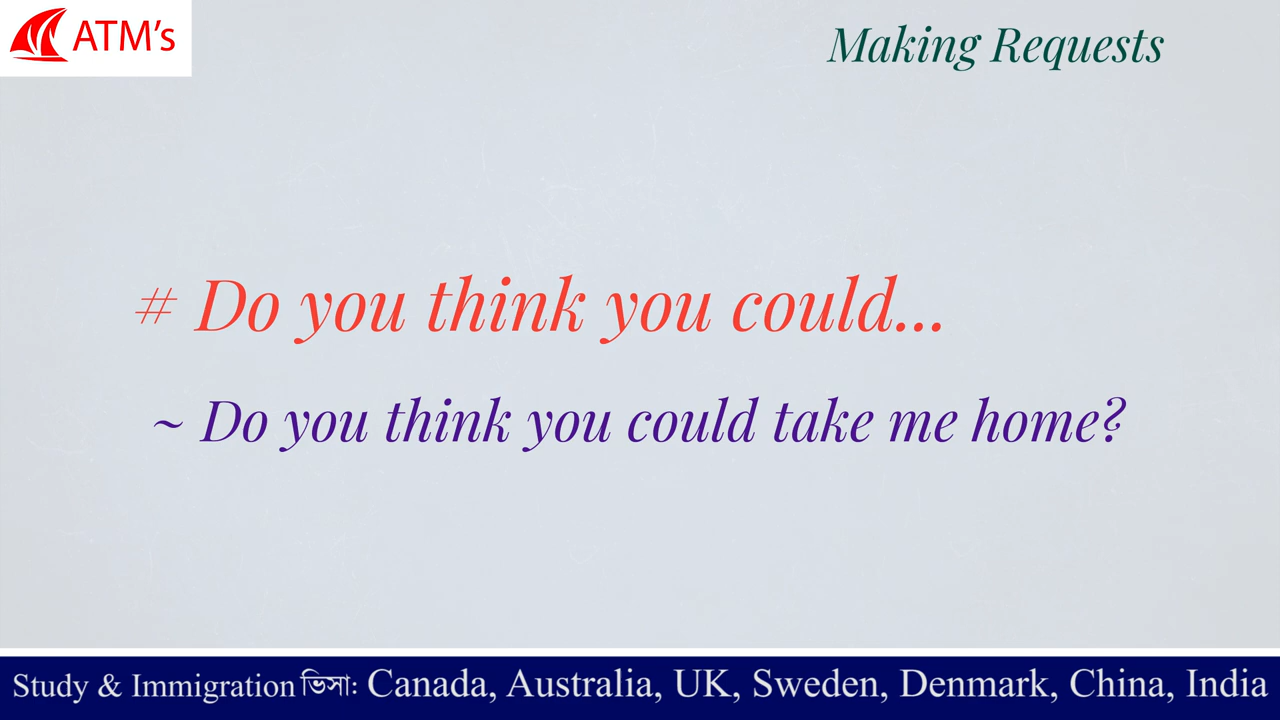 ATM's
Making Requests
# Do you think you could...
~ Do you think you could take me home?
Study & Immigration ভিসা: Canada, Australia, UK, Sweden, Denmark, China, India